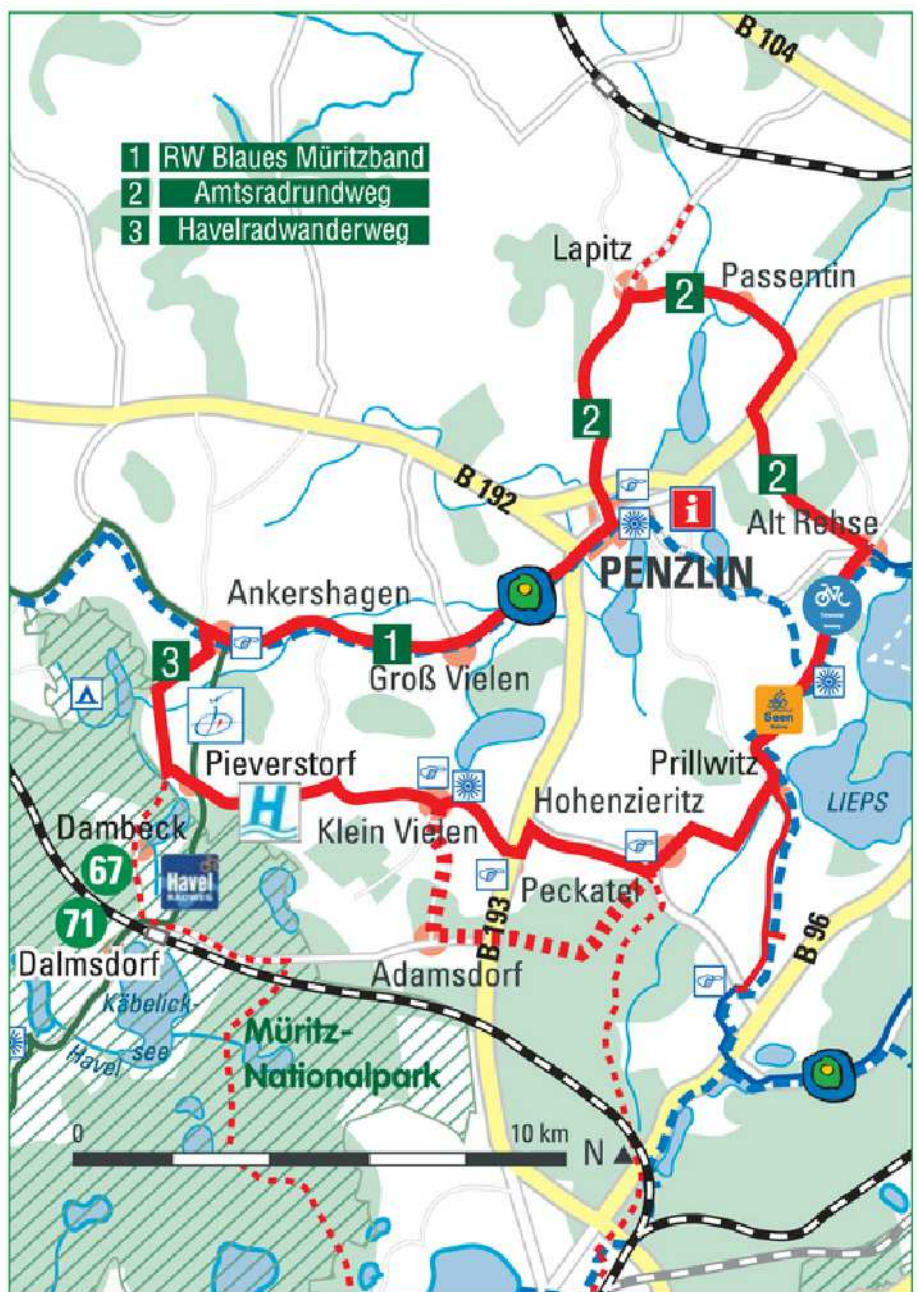 B 104
1 RW Blaues Müritzband
2 Amtsradrundweg
3 Havelradwanderweg
Lapitz
Passentin
2
2
B 192
2
i
Alt Rehse
PENZLIN
Ankershagen
1
3
Groß Vielen
Seen
Pieverstorf
Prillwitz
H
Hohenzieritz
LIEPS
Klein Vielen
Dambeck
67
Havel
RADWEG
Peckatel
71
B 193
B 96
Dalmsdorf
Adamsdorf
Käbelick-
see
Havel
Müritz-
Nationalpark
0
10 km
N